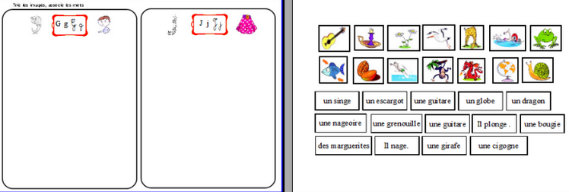 Trie les images, associe les mots
G g
J j
un singe
un escargot
une guitare
un globe
un dragon
une nageoire
une grenouille
une guitare
Il plonge .
une bougie
des marguerites
Il nage.
une girafe
une cigogne